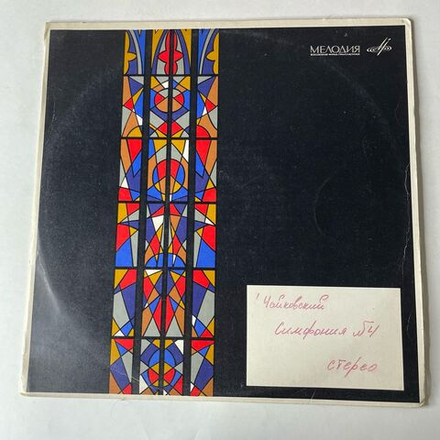 МЕЛОДИЯ
Чайковский
Симфония №4
стерео